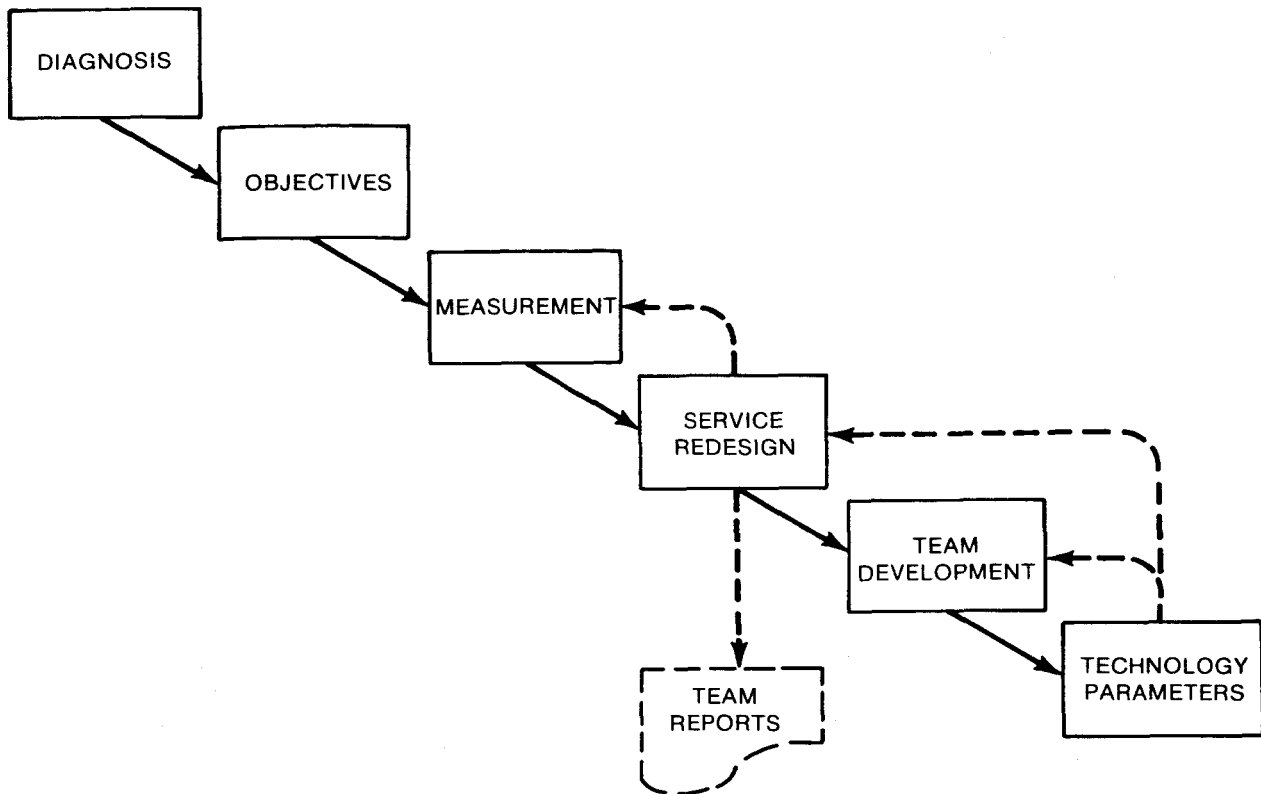 DIAGNOSIS
OBJECTIVES
MEASUREMENT
SERVICE
REDESIGN
TEAM
DEVELOPMENT
TEAM
REPORTS
TECHNOLOGY
PARAMETERS